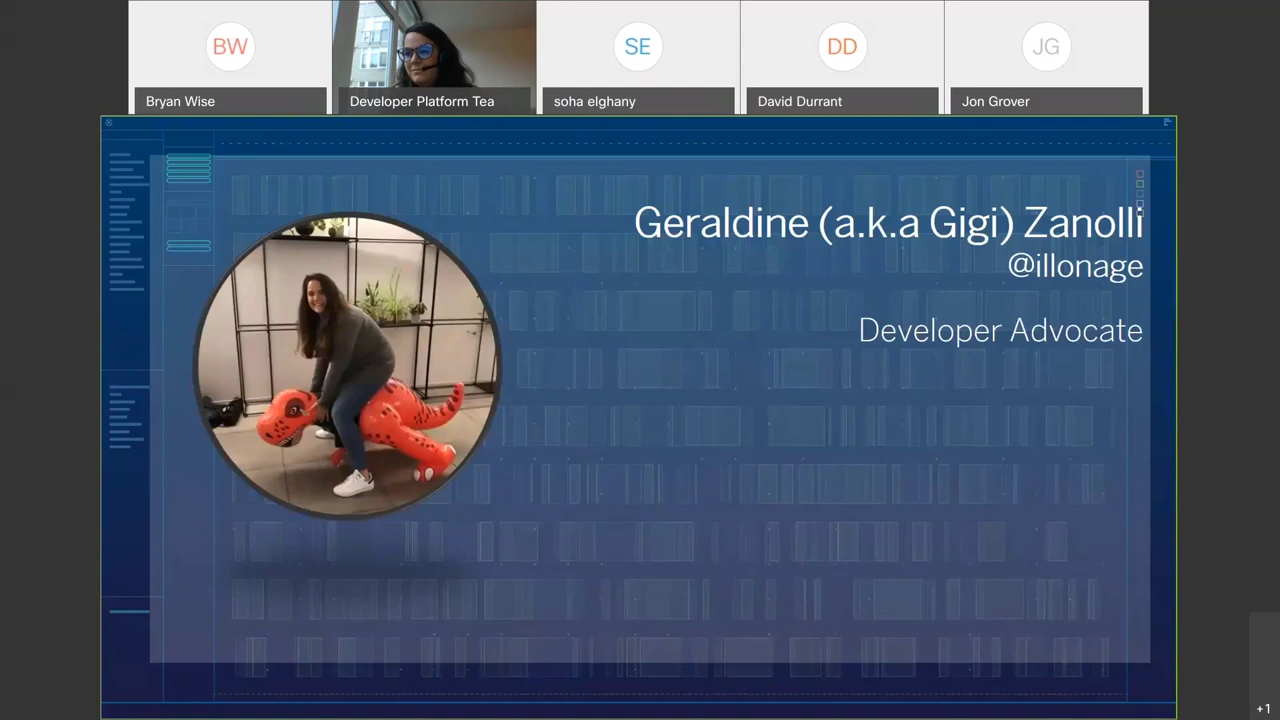 BW
SE
DD
JG
Bryan Wise
Developer Platform Tea
soha elghany
David Durrant
Jon Grover
Geraldine (a.k.a Gigi) Zanolli
@illonage
Developer Advocate
+1